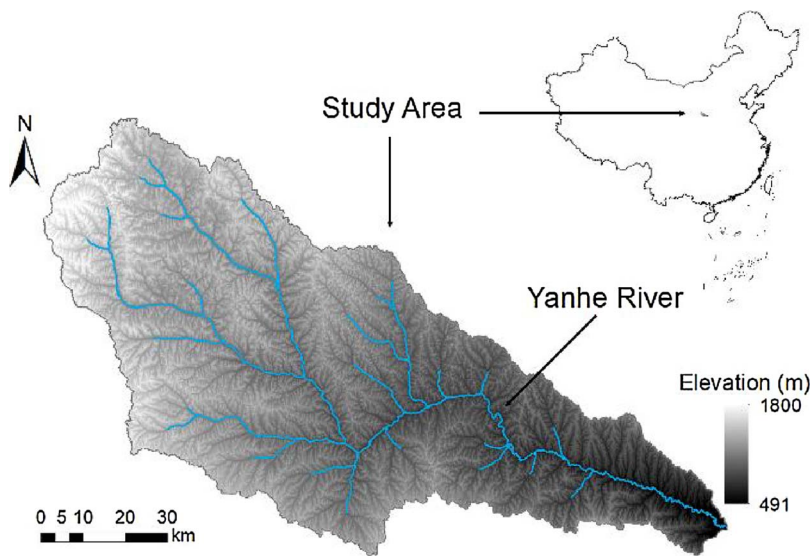 Study Area
N
Yanhe River
Elevation (m)
1800
491
0 5 10 20 30
km